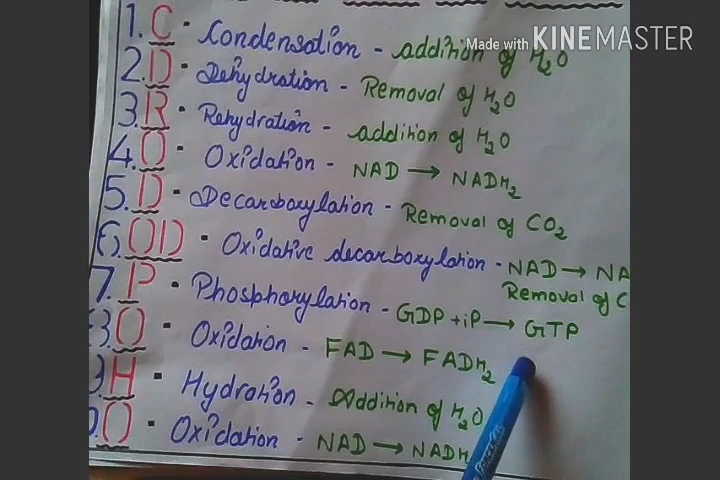 1. C. Condensation - addition of H2O
Made with KINEMASTER
2. D. Dehydration - Removal of H2O
3. R. Rehydration - addition of H2O
4. O. Oxidation - NAD → NADH2
5. D. Decarboxylation - Removal of CO2
6. OD. Oxidative decarboxylation - NAD → NA
Removal of C
7. P. Phosphorylation - GDP + iP → GTP
8. O. Oxidation - FAD → FADH2
9. H. Hydration - Addition of H2O
0. O. Oxidation - NAD → NADH